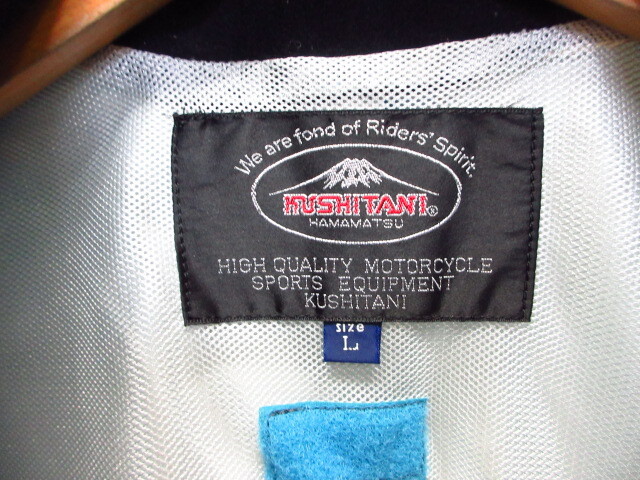 We are fond of Riders' Spirit.
KUSHITANI®
HAMAMATSU
HIGH QUALITY MOTORCYCLE
SPORTS EQUIPMENT
KUSHITANI
size
L